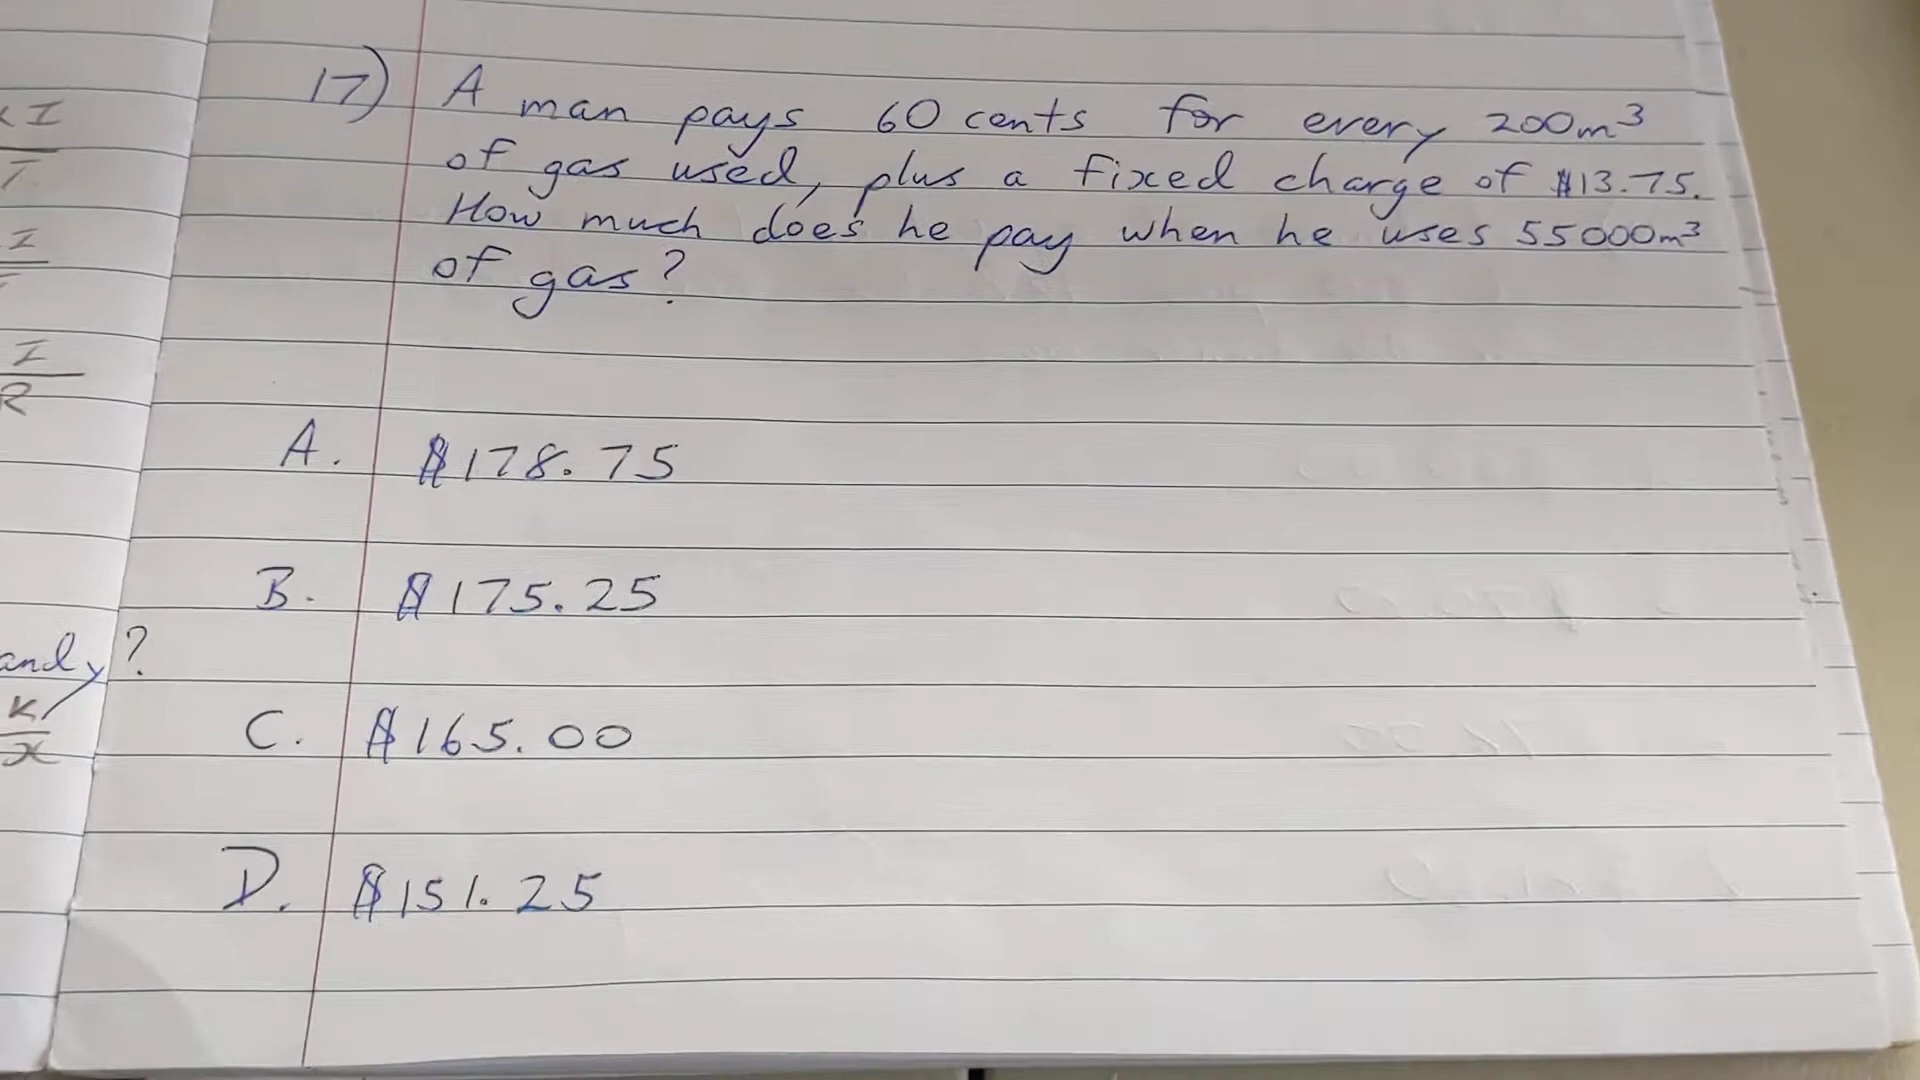 17) A man pays 60 cents for every 200m³
of gas used, plus a fixed charge of $13.75.
How much does he pay when he uses 55000m³
of gas?
A. $178.75
B. $175.25
C. $165.00
D. $151.25
I
T
I
I
R
andy?
K
x